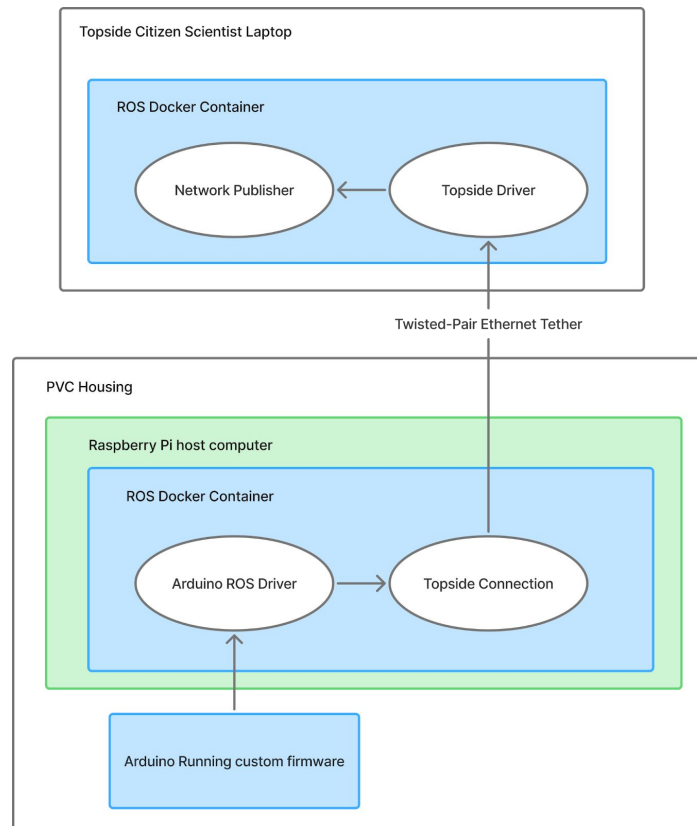 Topside Citizen Scientist Laptop
ROS Docker Container
Network Publisher
Topside Driver
Twisted-Pair Ethernet Tether
PVC Housing
Raspberry Pi host computer
ROS Docker Container
Arduino ROS Driver
Topside Connection
Arduino Running custom firmware